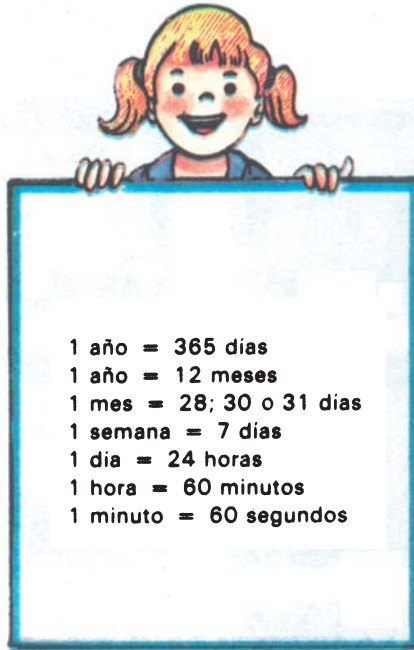 1 año = 365 días
1 año = 12 meses
1 mes = 28; 30 o 31 días
1 semana = 7 días
1 día = 24 horas
1 hora = 60 minutos
1 minuto = 60 segundos